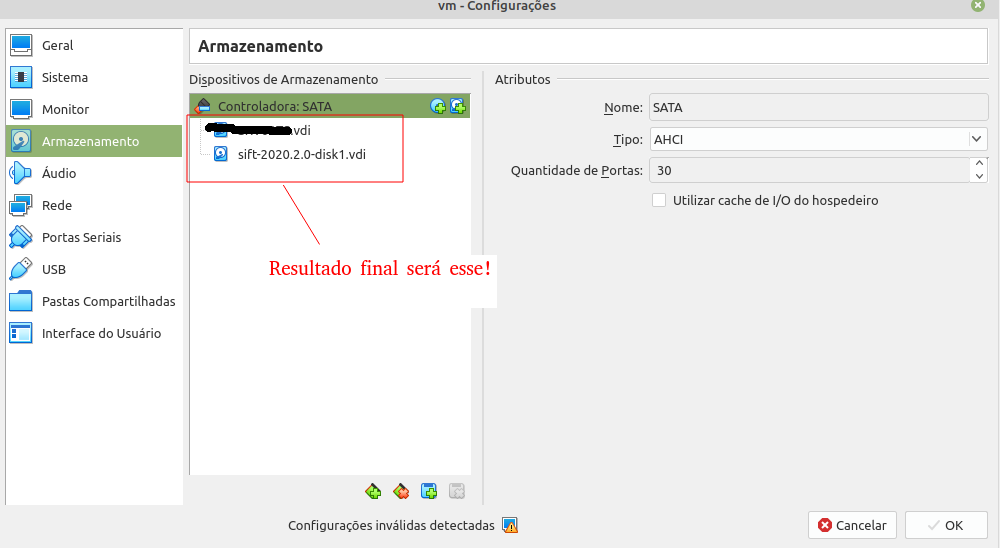 vm - Configurações
Geral
Sistema
Monitor
Armazenamento
Áudio
Rede
Portas Seriais
USB
Pastas Compartilhadas
Interface do Usuário
Armazenamento
Dispositivos de Armazenamento
Controladora: SATA
.vdi
sift-2020.2.0-disk1.vdi
Resultado final será esse!
Atributos
Nome: SATA
Tipo: AHCI
Quantidade de Portas: 30
Utilizar cache de I/O do hospedeiro
Configurações inválidas detectadas
Cancelar
OK